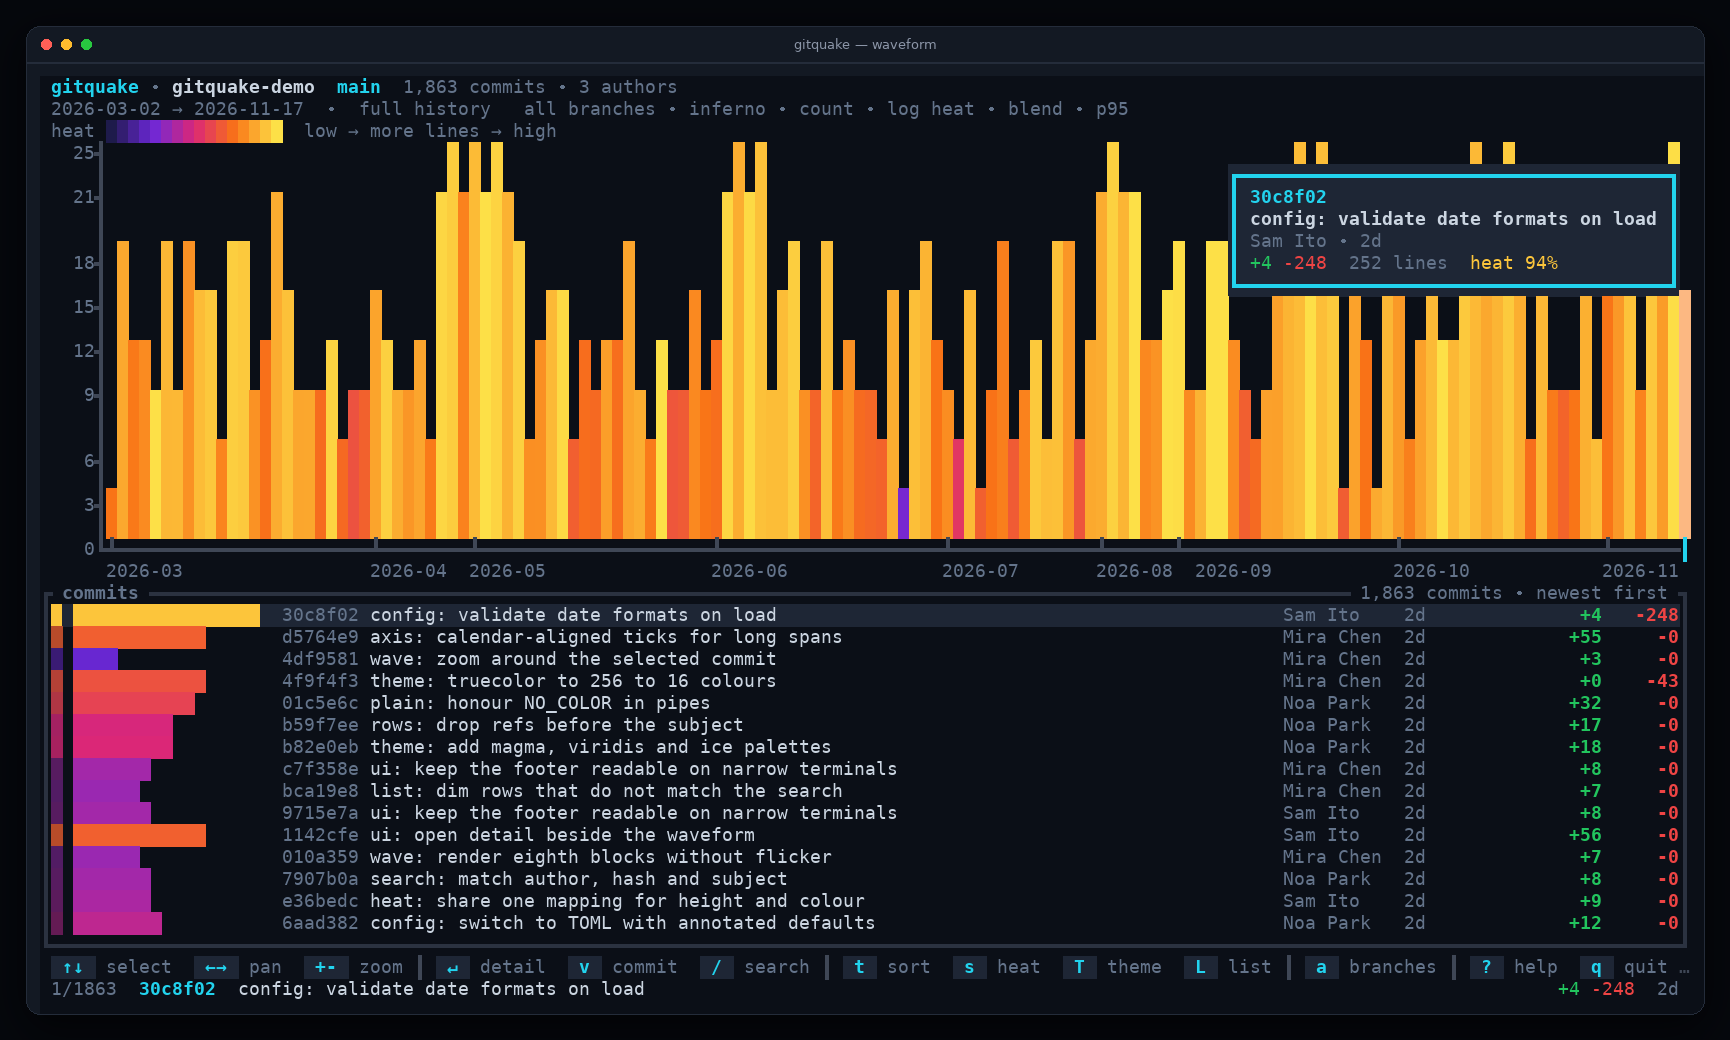 gitquake — waveform
gitquake • gitquake-demo main 1,863 commits • 3 authors
2026-03-02 → 2026-11-17 • full history all branches • inferno • count • log heat • blend • p95
heat low → more lines → high
25
21
18
15
12
9
6
3
0
30c8f02
config: validate date formats on load
Sam Ito • 2d
+4 -248 252 lines heat 94%
2026-03 2026-04 2026-05 2026-06 2026-07 2026-08 2026-09 2026-10 2026-11
commits 1,863 commits • newest first
30c8f02 config: validate date formats on load Sam Ito 2d +4 -248
d5764e9 axis: calendar-aligned ticks for long spans Mira Chen 2d +55 -0
4df9581 wave: zoom around the selected commit Mira Chen 2d +3 -0
4f9f4f3 theme: truecolor to 256 to 16 colours Mira Chen 2d +0 -43
01c5e6c plain: honour NO_COLOR in pipes Noa Park 2d +32 -0
b59f7ee rows: drop refs before the subject Noa Park 2d +17 -0
b82e0eb theme: add magma, viridis and ice palettes Noa Park 2d +18 -0
c7f358e ui: keep the footer readable on narrow terminals Mira Chen 2d +8 -0
bca19e8 list: dim rows that do not match the search Mira Chen 2d +7 -0
9715e7a ui: keep the footer readable on narrow terminals Sam Ito 2d +8 -0
1142cfe ui: open detail beside the waveform Sam Ito 2d +56 -0
010a359 wave: render eighth blocks without flicker Mira Chen 2d +7 -0
7907b0a search: match author, hash and subject Noa Park 2d +8 -0
e36bedc heat: share one mapping for height and colour Sam Ito 2d +9 -0
6aad382 config: switch to TOML with annotated defaults Noa Park 2d +12 -0
↑↓ select ←→ pan +- zoom ↵ detail v commit / search t sort s heat T theme L list a branches ? help q quit …
1/1863 30c8f02 config: validate date formats on load +4 -248 2d